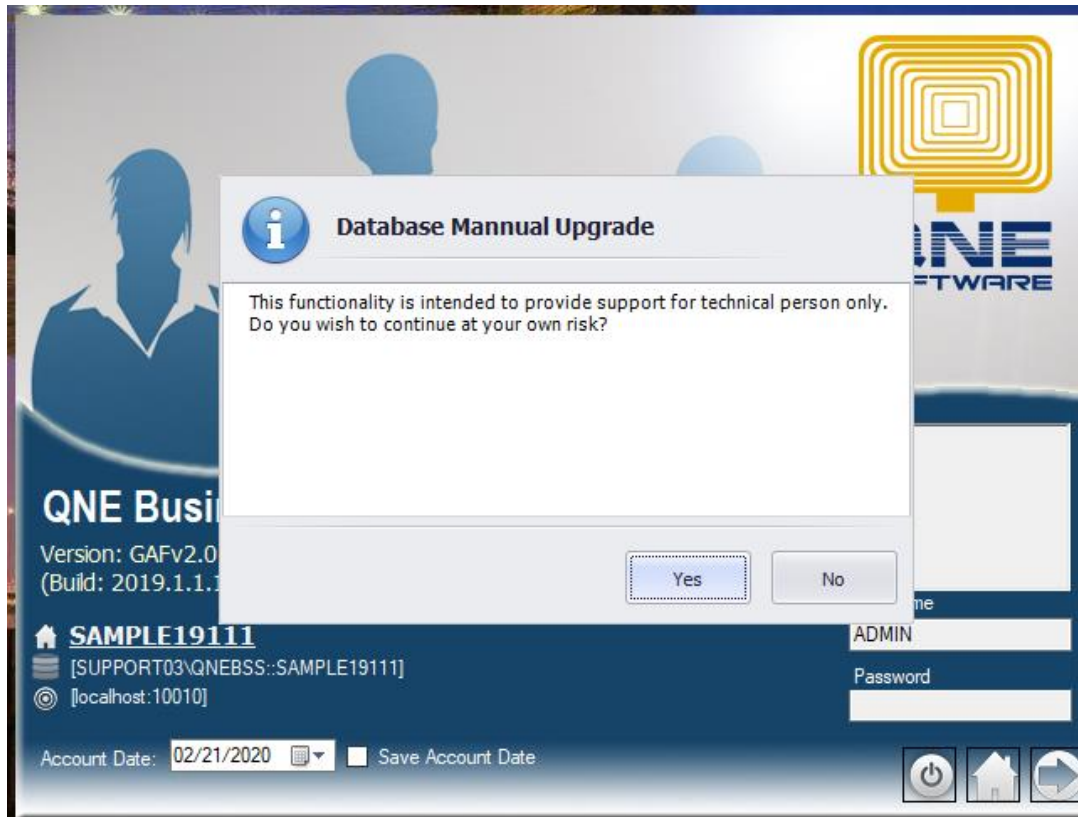 Database Mannual Upgrade
This functionality is intended to provide support for technical person only.
Do you wish to continue at your own risk?
Yes
No
NE
FTWARE
QNE Busi
Version: GAFv2.0
(Build: 2019.1.1.1
SAMPLE19111
[SUPPORT03\QNEBSS::SAMPLE19111]
[localhost:10010]
Account Date: 02/21/2020 Save Account Date
me
ADMIN
Password